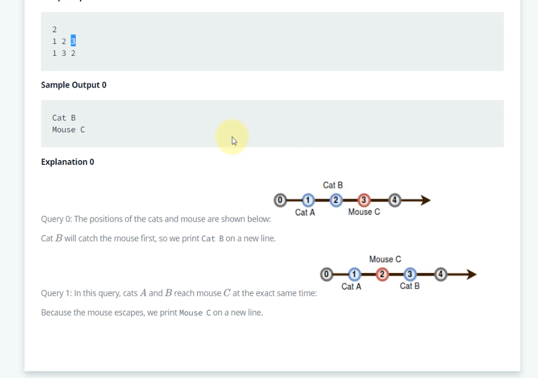 2
1 2 3
1 3 2
Sample Output 0
Cat B
Mouse C
Explanation 0
Cat B
0 1 2 3 4
Cat A Mouse C
Query 0: The positions of the cats and mouse are shown below:
Cat B will catch the mouse first, so we print Cat B on a new line.
Mouse C
0 1 2 3 4
Cat A Cat B
Query 1: In this query, cats A and B reach mouse C at the exact same time:
Because the mouse escapes, we print Mouse C on a new line.